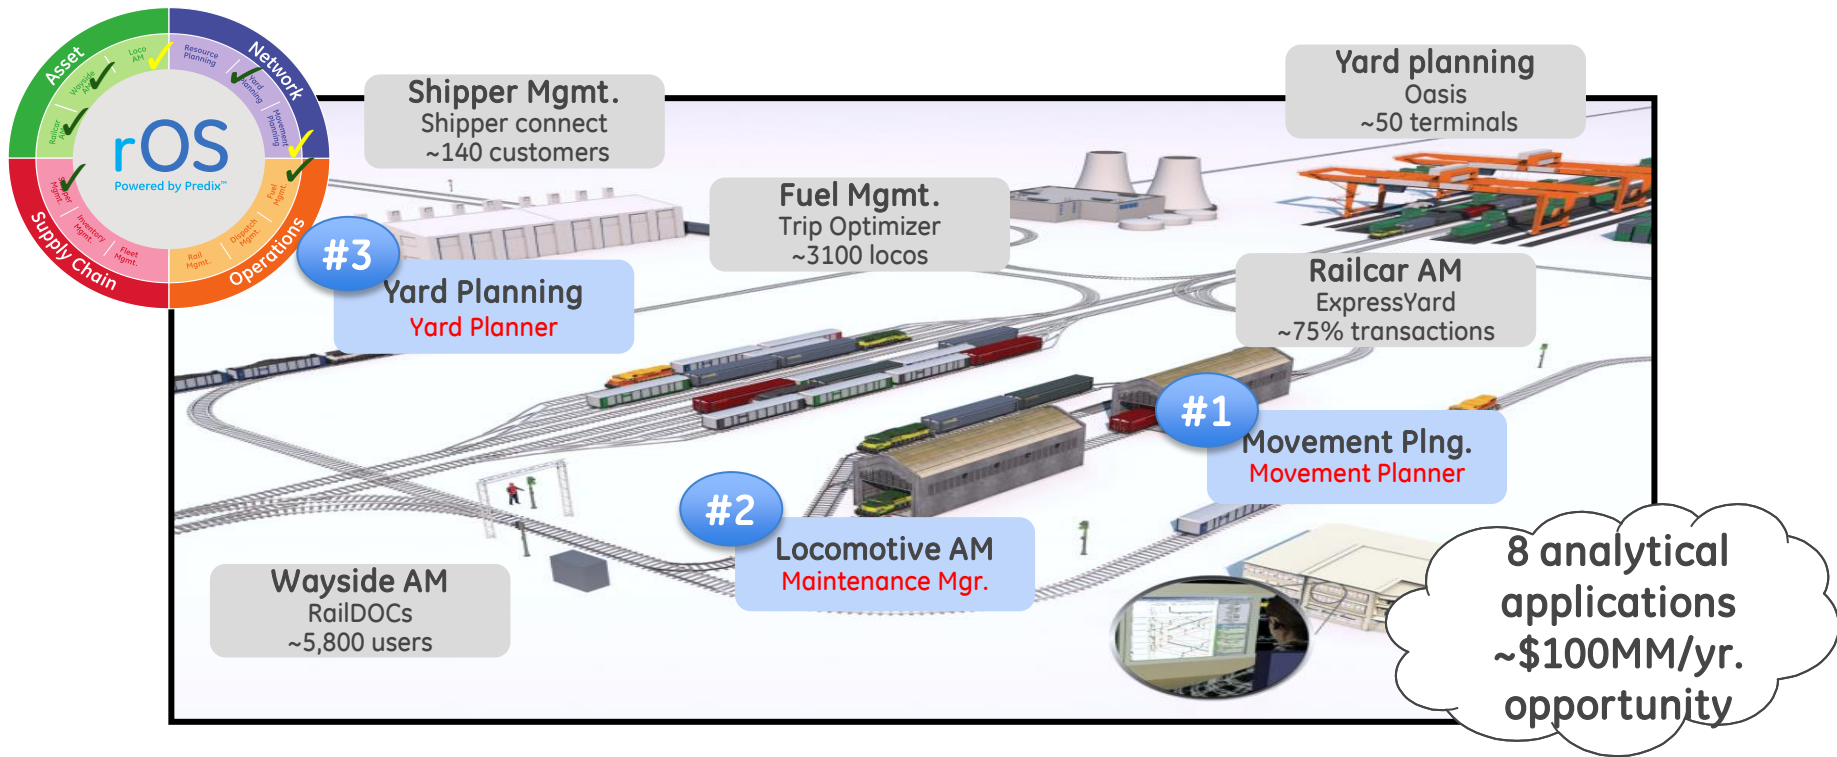 Asset
Network
Operations
Supply Chain
Loco
AM
Wayside
AM
Railcar
AM
Resource
Planning
Yard
Planning
Movement
Planning
Fuel
Mgmt.
Dispatch
Mgmt.
Rail
Mgmt.
Fleet
Mgmt.
Inventory
Mgmt.
Shipper
Mgmt.
rOS
Powered by Predix™
Shipper Mgmt.
Shipper connect
~140 customers
Yard planning
Oasis
~50 terminals
Fuel Mgmt.
Trip Optimizer
~3100 locos
#3
Yard Planning
Yard Planner
Railcar AM
ExpressYard
~75% transactions
#1
Movement Plng.
Movement Planner
#2
Locomotive AM
Maintenance Mgr.
Wayside AM
RailDOCs
~5,800 users
8 analytical
applications
~$100MM/yr.
opportunity